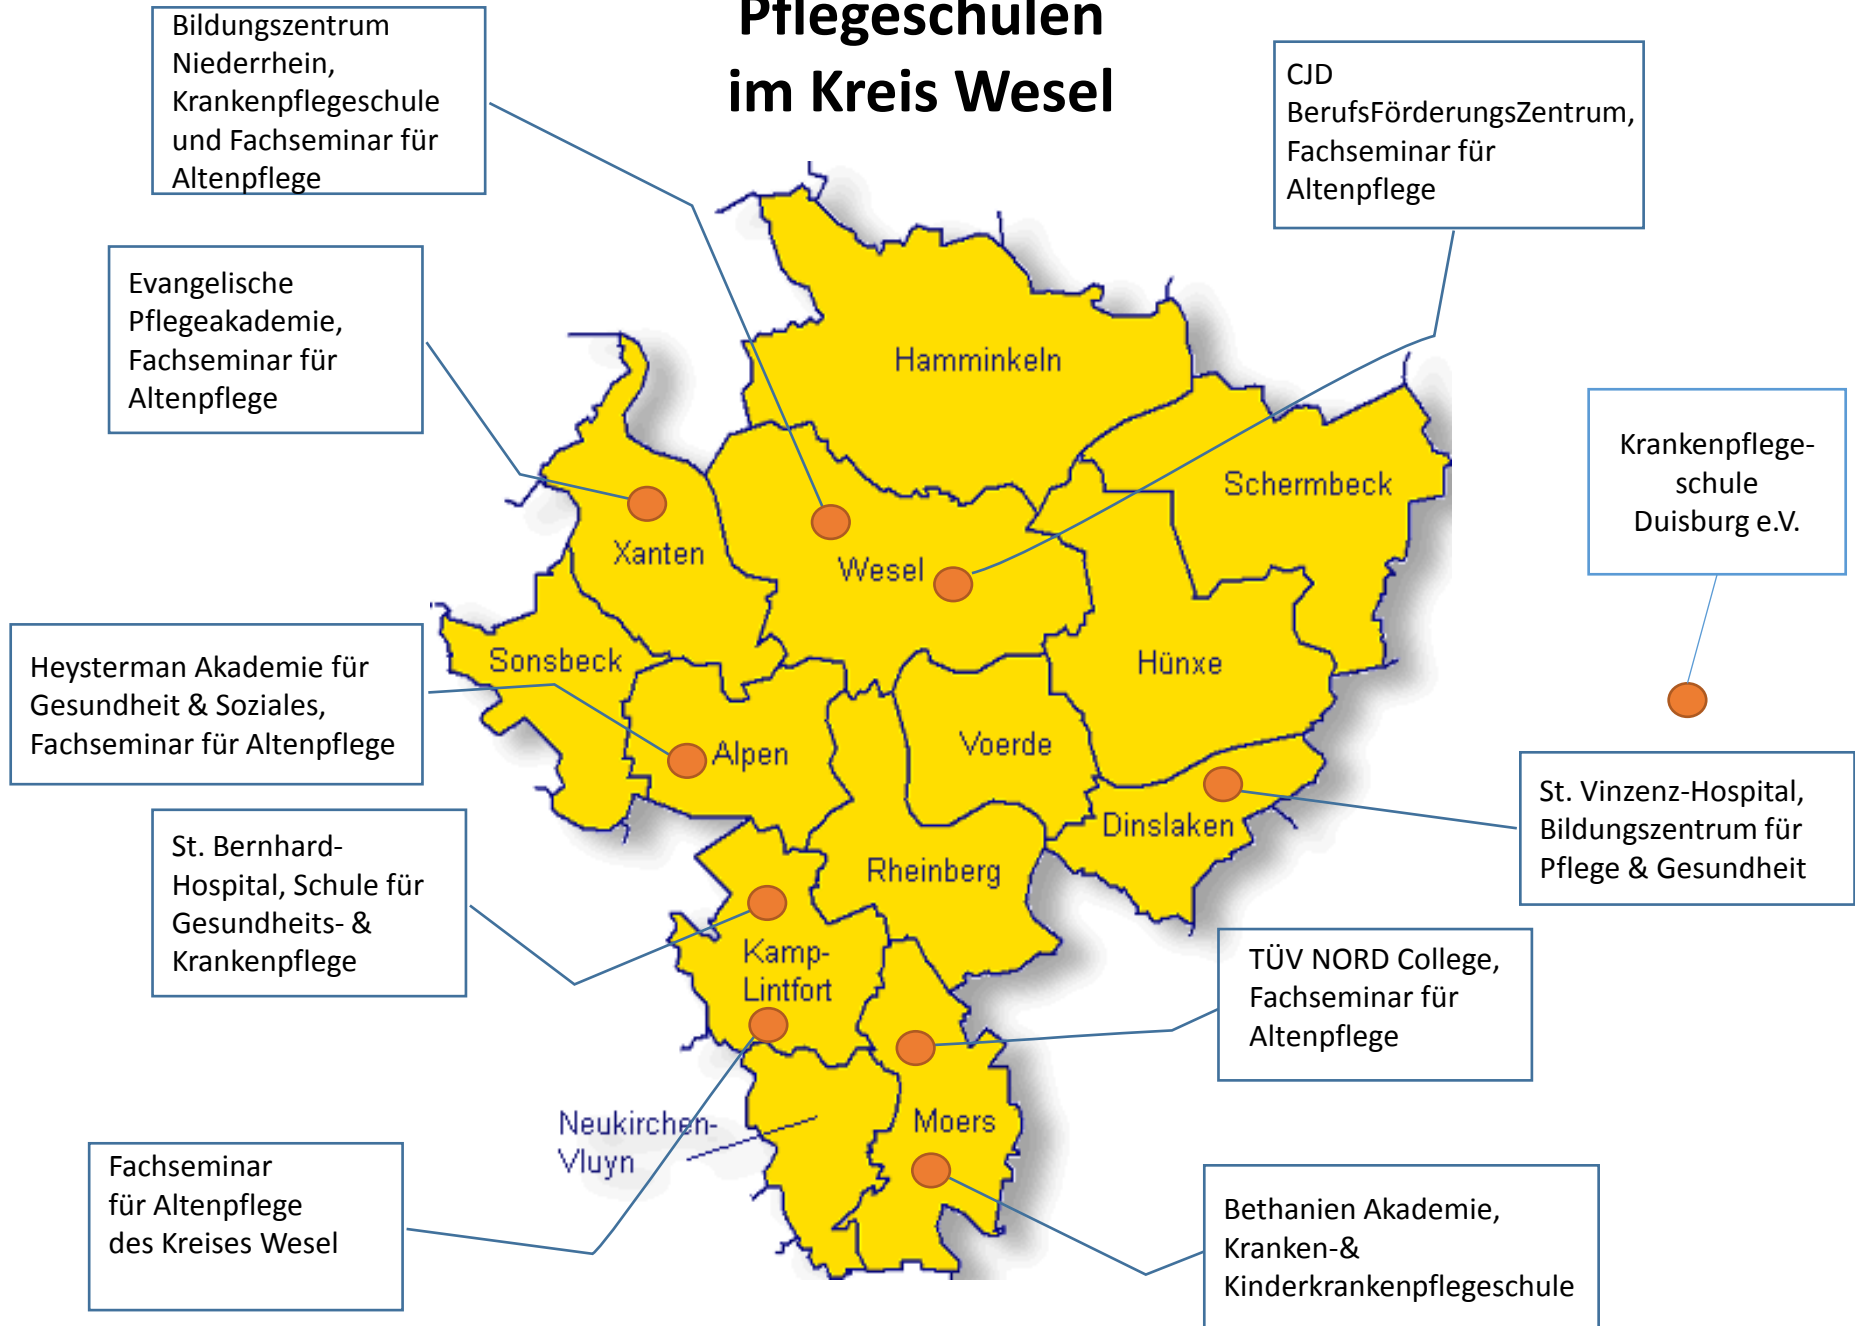 Pflegeschulen
im Kreis Wesel
Bildungszentrum
Niederrhein,
Krankenpflegeschule
und Fachseminar für
Altenpflege
CJD
BerufsFörderungsZentrum,
Fachseminar für
Altenpflege
Evangelische
Pflegeakademie,
Fachseminar für
Altenpflege
Krankenpflege-
schule
Duisburg e.V.
Heysterman Akademie für
Gesundheit & Soziales,
Fachseminar für Altenpflege
St. Vinzenz-Hospital,
Bildungszentrum für
Pflege & Gesundheit
St. Bernhard-
Hospital, Schule für
Gesundheits- &
Krankenpflege
TÜV NORD College,
Fachseminar für
Altenpflege
Fachseminar
für Altenpflege
des Kreises Wesel
Bethanien Akademie,
Kranken-&
Kinderkrankenpflegeschule
Hamminkeln
Schermbeck
Xanten
Wesel
Sonsbeck
Hünxe
Alpen
Voerde
Dinslaken
Rheinberg
Kamp-
Lintfort
Neukirchen-
Vluyn
Moers